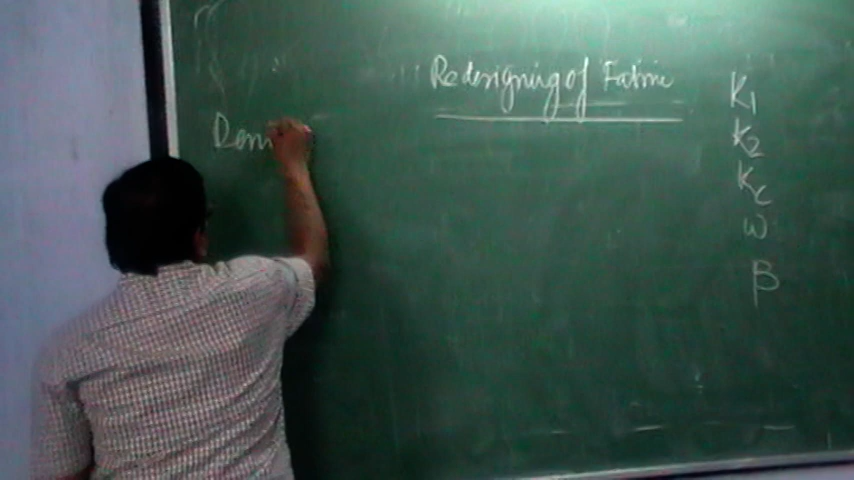 Redesigning of Fabric
K1
K2
Kc
w
β